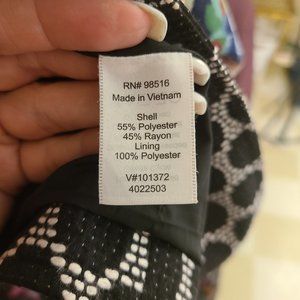 RN# 98516
Made in Vietnam
Shell
55% Polyester
45% Rayon
Lining
100% Polyester
V#101372
4022503